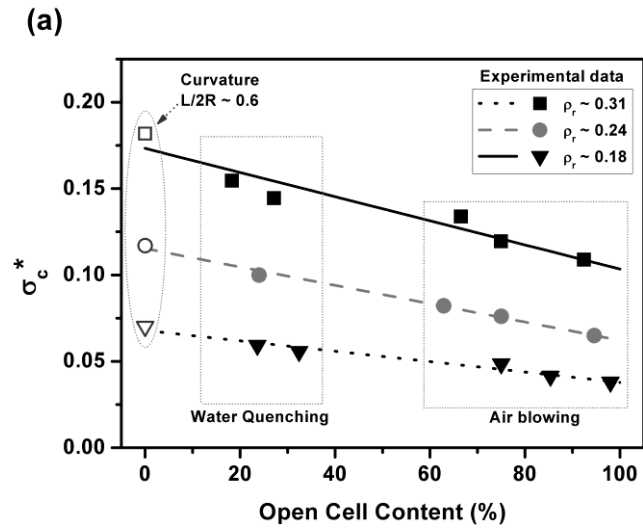 (a)
Curvature
L/2R ~ 0.6
Experimental data
ρr ~ 0.31
ρr ~ 0.24
ρr ~ 0.18
0.20
0.15
0.10
0.05
0.00
σc*
Water Quenching
Air blowing
0 20 40 60 80 100
Open Cell Content (%)